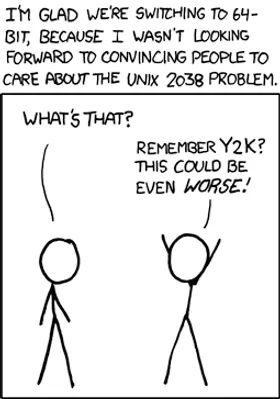 I'M GLAD WE'RE SWITCHING TO 64-
BIT, BECAUSE I WASN'T LOOKING
FORWARD TO CONVINCING PEOPLE TO
CARE ABOUT THE UNIX 2038 PROBLEM.
WHAT'S THAT?
REMEMBER Y2K?
THIS COULD BE
EVEN WORSE!